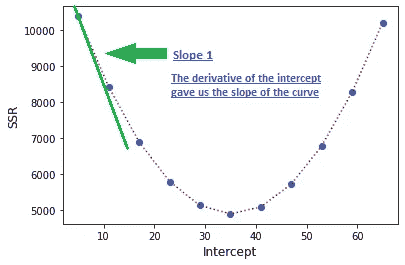 10000
9000
8000
7000
6000
5000
SSR
Slope 1
The derivative of the intercept
gave us the slope of the curve
10 20 30 40 50 60
Intercept